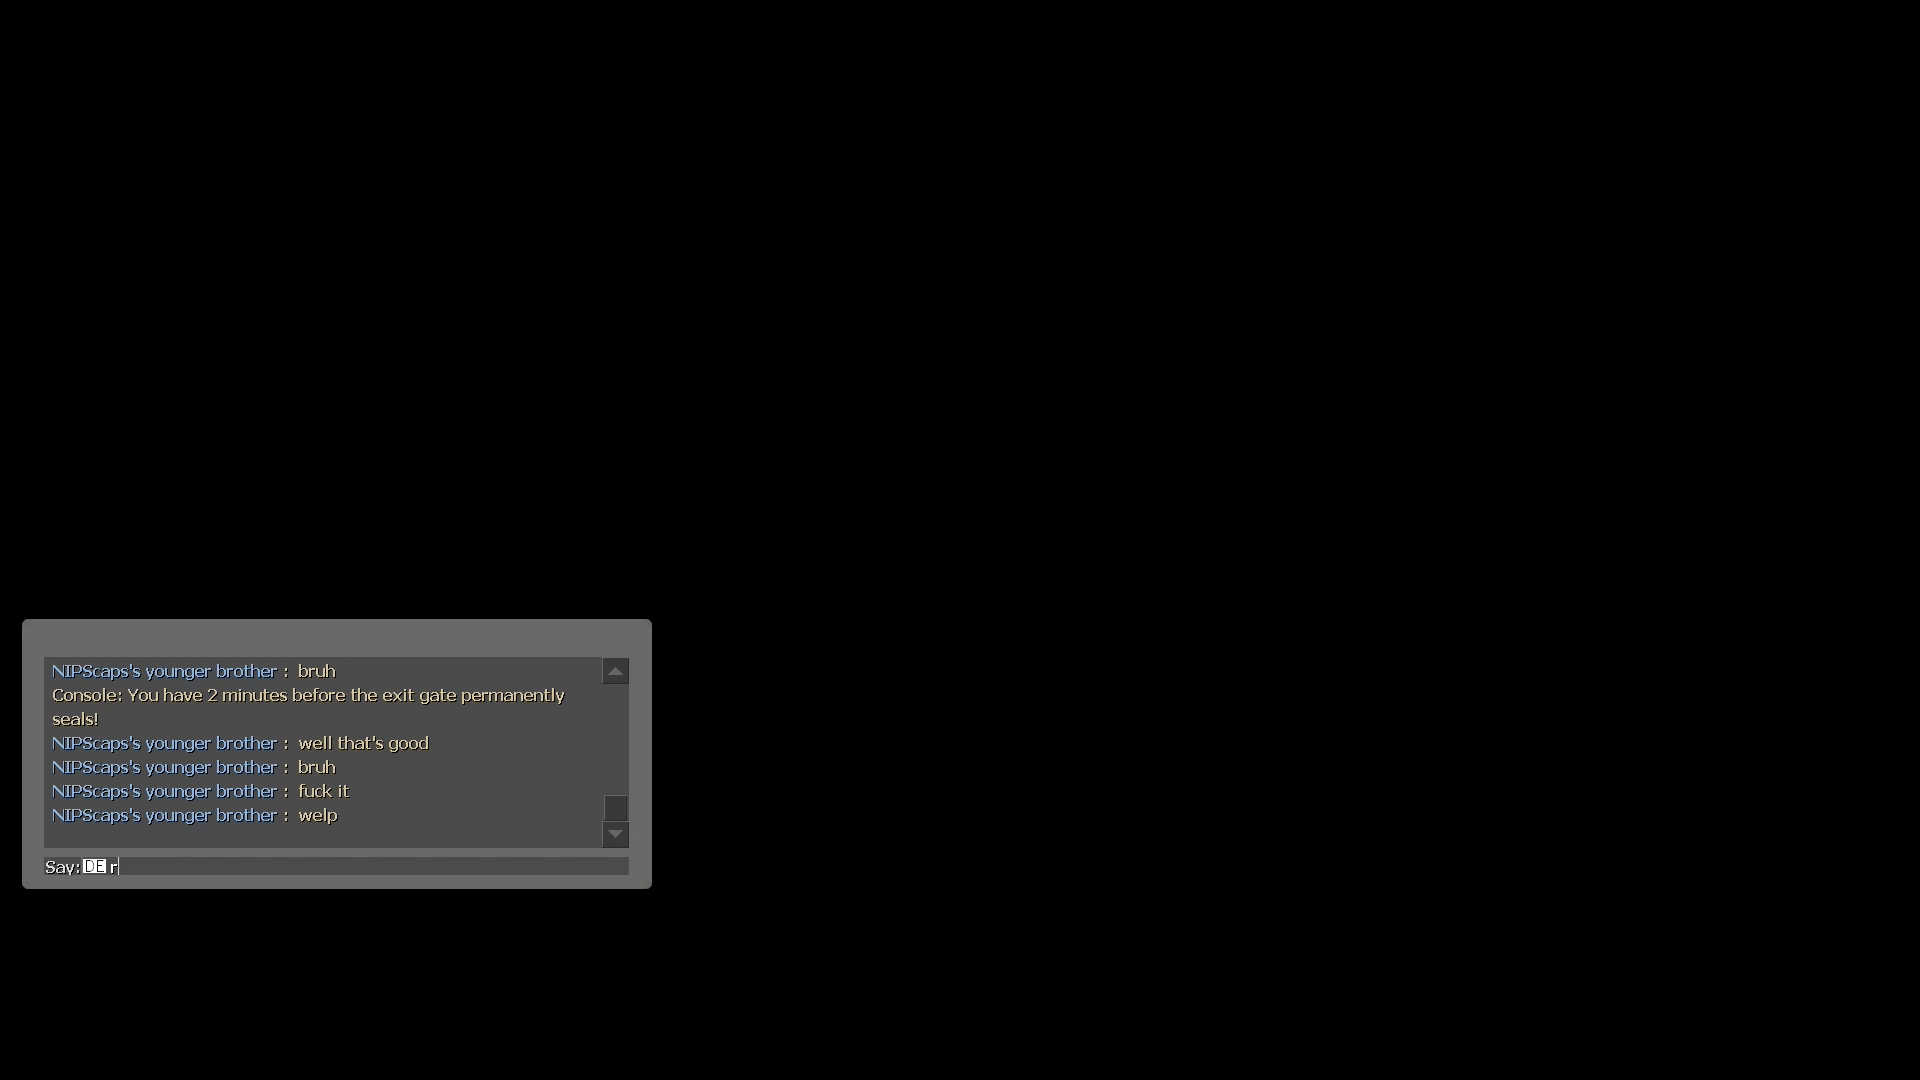 NIPScaps's younger brother :  bruh
Console: You have 2 minutes before the exit gate permanently
seals!
NIPScaps's younger brother :  well that's good
NIPScaps's younger brother :  bruh
NIPScaps's younger brother :  fuck it
NIPScaps's younger brother :  welp
Say: DE r